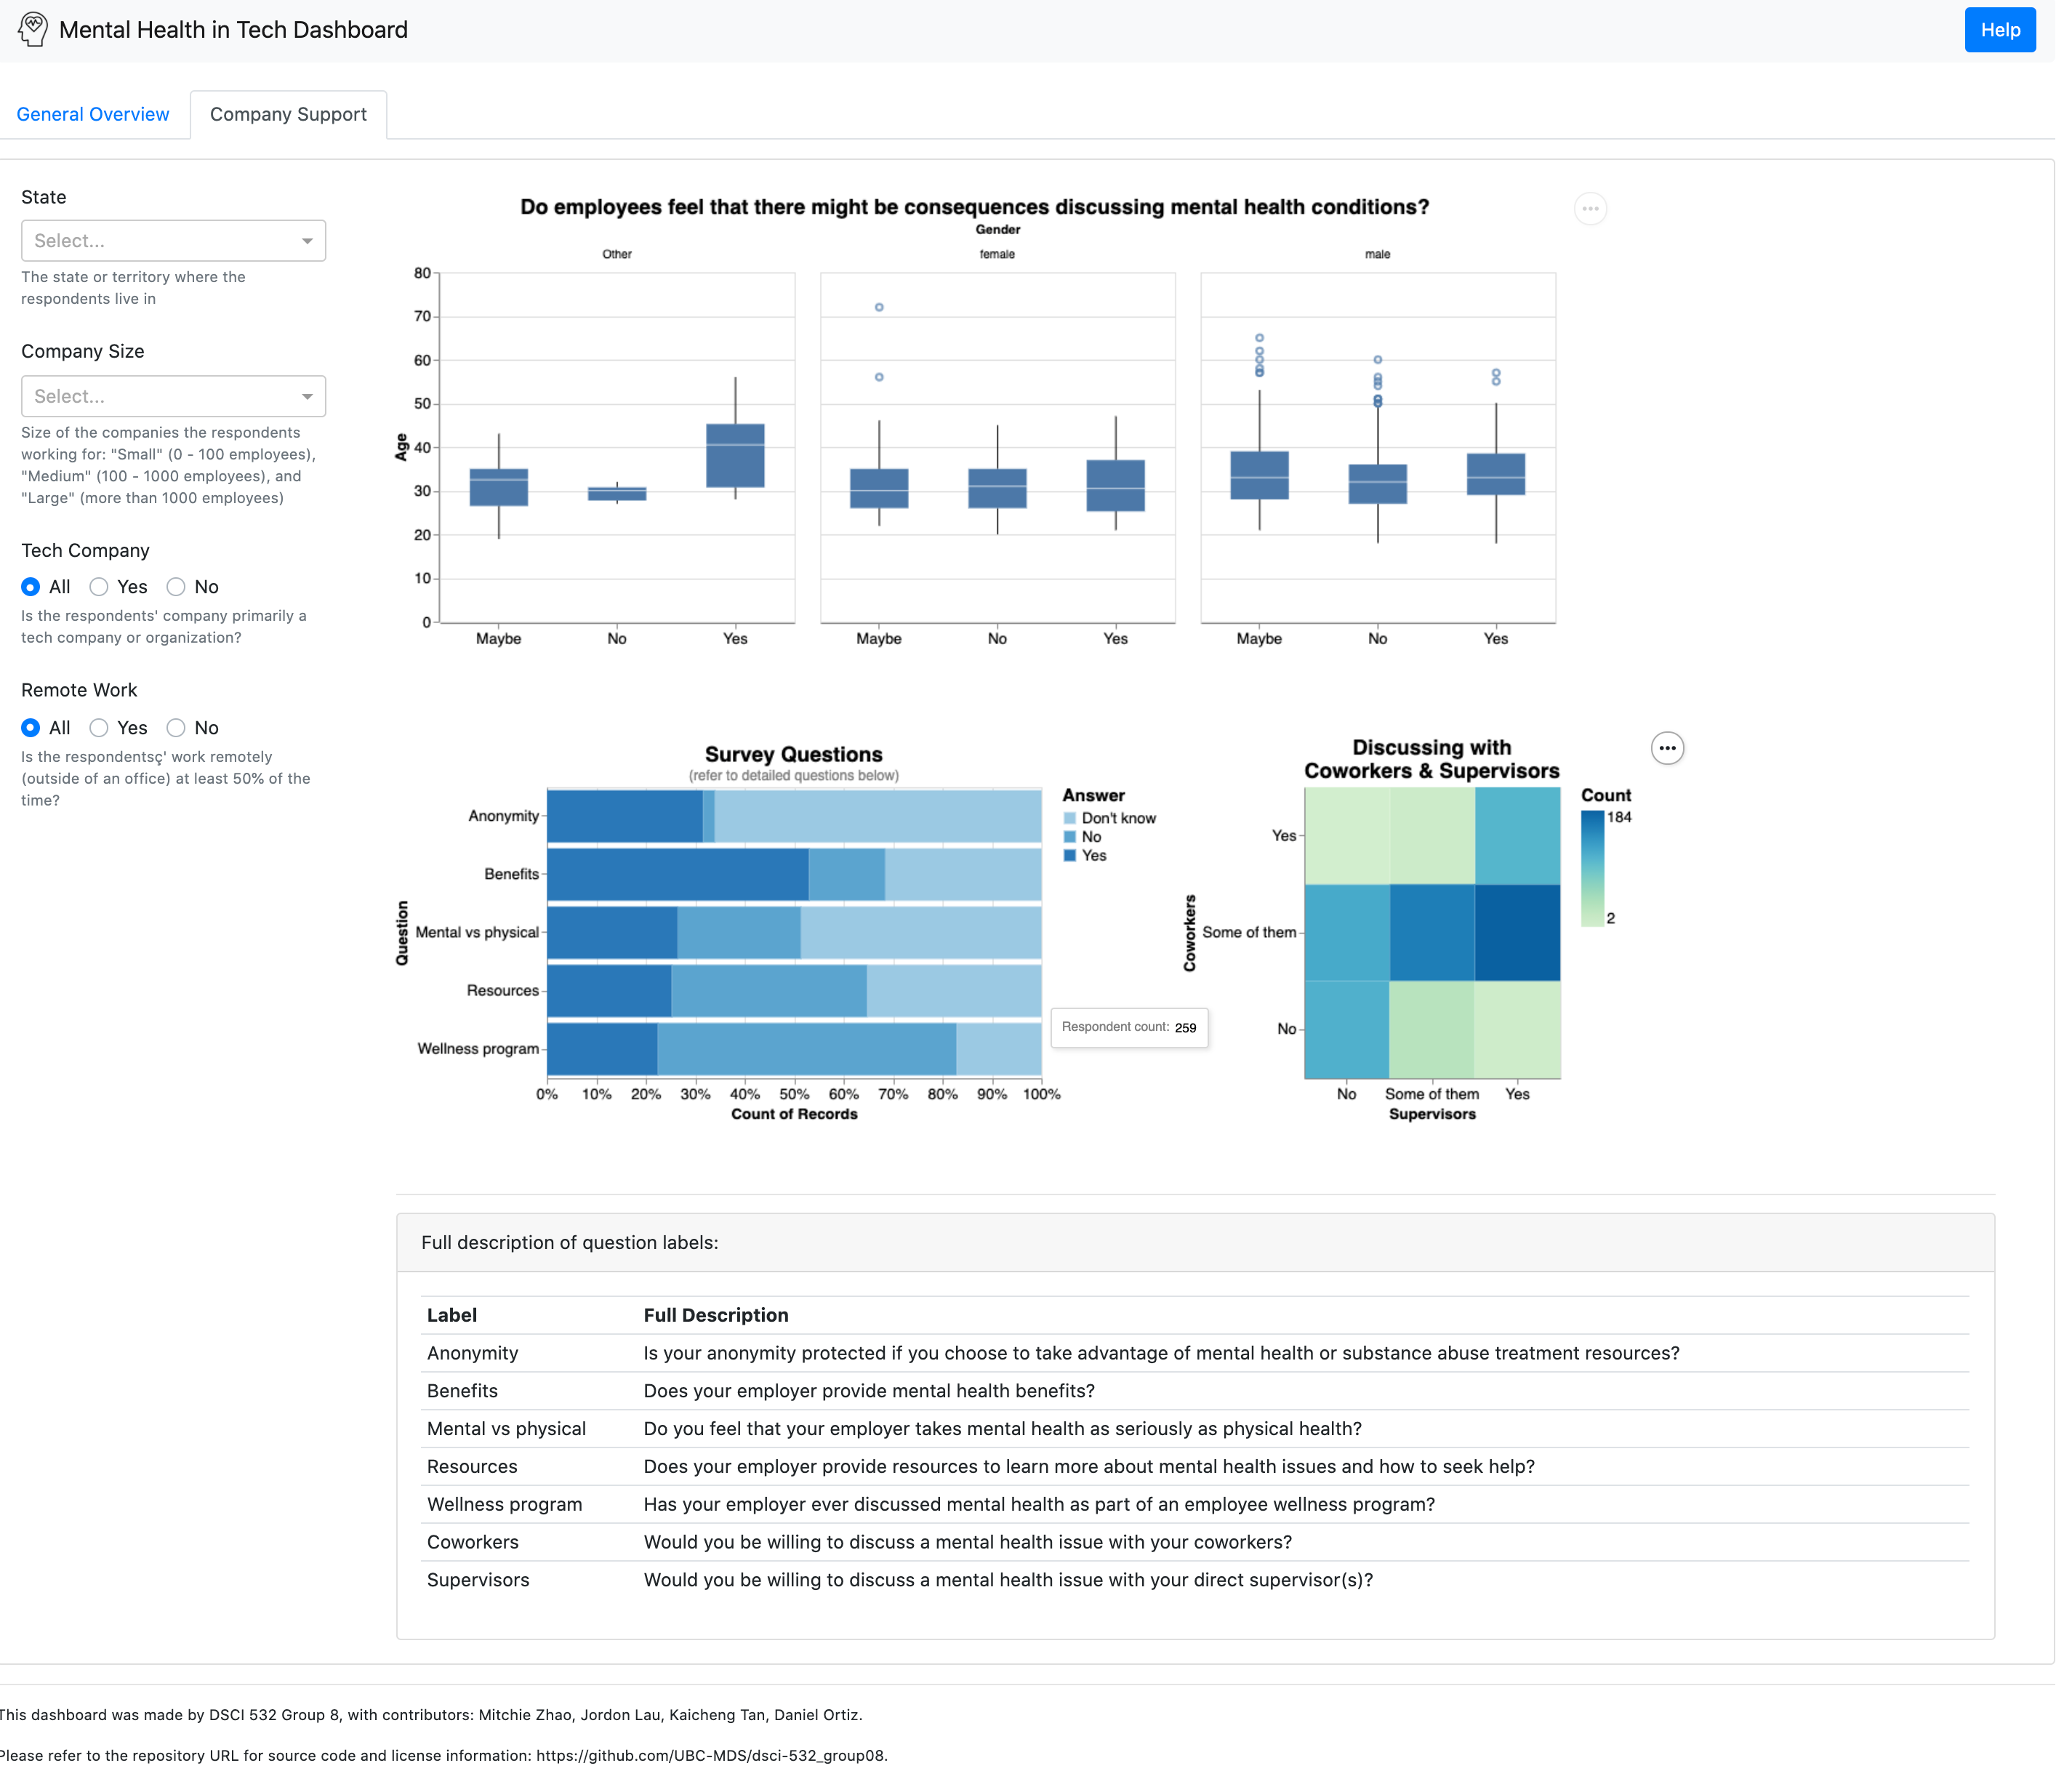 Mental Health in Tech Dashboard
Help
General Overview
Company Support
State
Select...
The state or territory where the
respondents live in
Company Size
Select...
Size of the companies the respondents
working for: "Small" (0 - 100 employees),
"Medium" (100 - 1000 employees), and
"Large" (more than 1000 employees)
Tech Company
All Yes No
Is the respondents' company primarily a
tech company or organization?
Remote Work
All Yes No
Is the respondentsç' work remotely
(outside of an office) at least 50% of the
time?
Do employees feel that there might be consequences discussing mental health conditions?
Gender
Other female male
80
70
60
50
40
30
20
10
0
Age
Maybe No Yes Maybe No Yes Maybe No Yes
Survey Questions
(refer to detailed questions below)
Question
Anonymity
Benefits
Mental vs physical
Resources
Wellness program
0% 10% 20% 30% 40% 50% 60% 70% 80% 90% 100%
Count of Records
Answer
Don't know
No
Yes
Respondent count: 259
Discussing with
Coworkers & Supervisors
Coworkers
Yes
Some of them
No
No Some of them Yes
Supervisors
Count
184
2
Full description of question labels:
Label Full Description
Anonymity Is your anonymity protected if you choose to take advantage of mental health or substance abuse treatment resources?
Benefits Does your employer provide mental health benefits?
Mental vs physical Do you feel that your employer takes mental health as seriously as physical health?
Resources Does your employer provide resources to learn more about mental health issues and how to seek help?
Wellness program Has your employer ever discussed mental health as part of an employee wellness program?
Coworkers Would you be willing to discuss a mental health issue with your coworkers?
Supervisors Would you be willing to discuss a mental health issue with your direct supervisor(s)?
This dashboard was made by DSCI 532 Group 8, with contributors: Mitchie Zhao, Jordon Lau, Kaicheng Tan, Daniel Ortiz.
Please refer to the repository URL for source code and license information: https://github.com/UBC-MDS/dsci-532_group08.